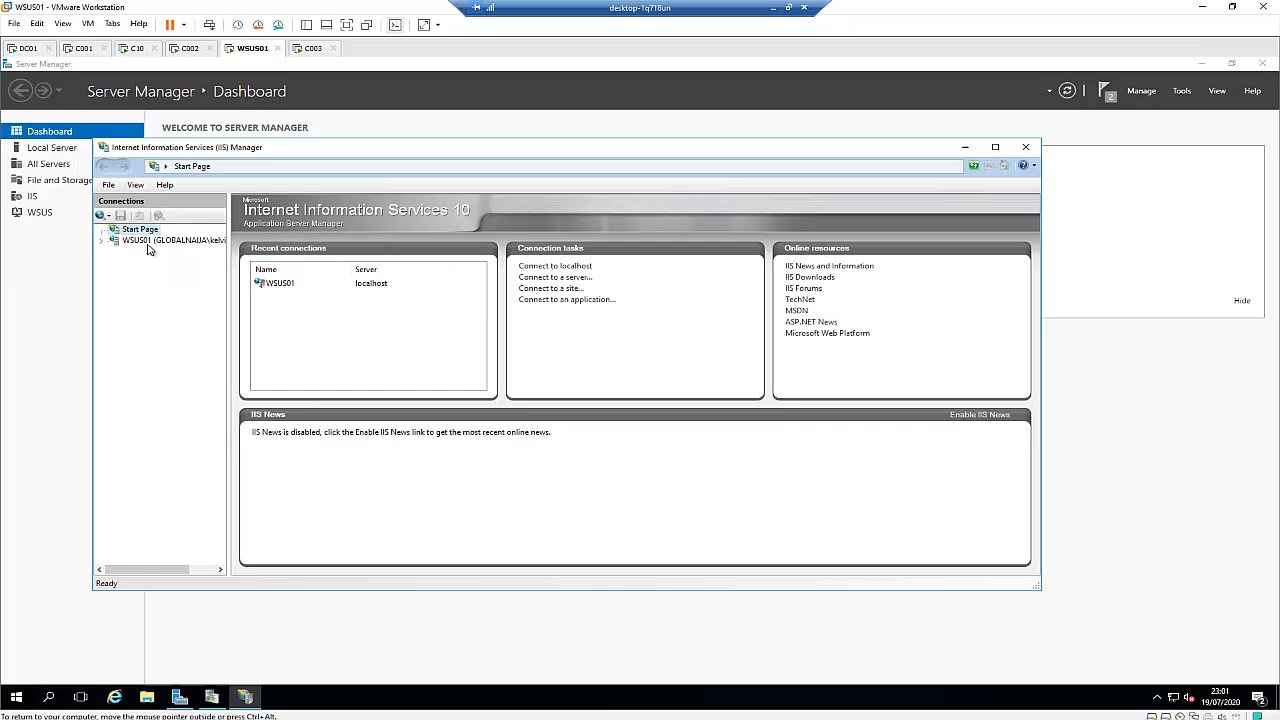 WSUS01 - VMware Workstation
desktop-1q718un
File Edit View VM Tabs Help
DC01 C001 C10 C002 WSUS01 C003
Server Manager
Server Manager Dashboard
2
Manage Tools View Help
Dashboard
Local Server
All Servers
File and Storage
IIS
WSUS
WELCOME TO SERVER MANAGER
Hide
Internet Information Services (IIS) Manager
Start Page
File View Help
Connections
Start Page
WSUS01 (GLOBALNAIJA\kelvi
Microsoft
Internet Information Services 10
Application Server Manager
Recent connections
Name Server
WSUS01 localhost
Connection tasks
Connect to localhost
Connect to a server...
Connect to a site...
Connect to an application...
Online resources
IIS News and Information
IIS Downloads
IIS Forums
TechNet
MSDN
ASP.NET News
Microsoft Web Platform
IIS News Enable IIS News
IIS News is disabled, click the Enable IIS News link to get the most recent online news.
Ready
23:01
19/07/2020
2
To return to your computer, move the mouse pointer outside or press Ctrl+Alt.